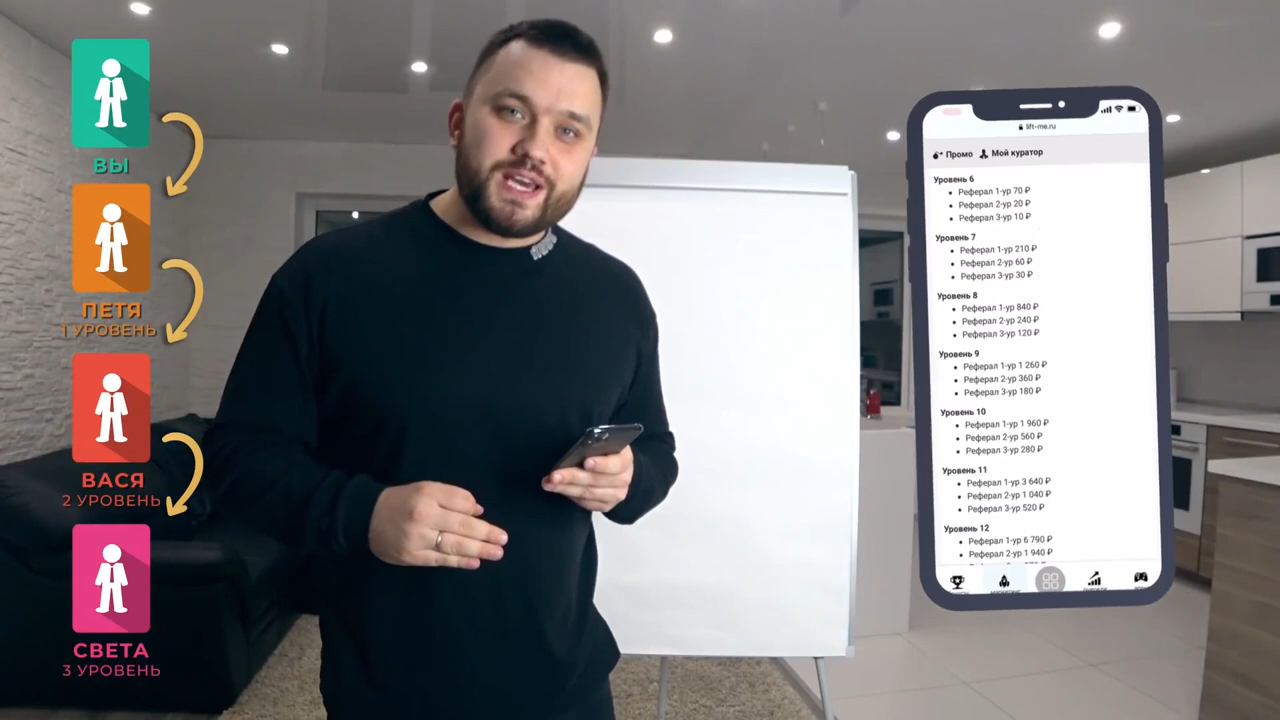 ВЫ
ПЕТЯ
1 УРОВЕНЬ
ВАСЯ
2 УРОВЕНЬ
СВЕТА
3 УРОВЕНЬ
lift-me.ru
Промо Мой куратор
Уровень 6
Реферал 1-ур 70 ₽
Реферал 2-ур 20 ₽
Реферал 3-ур 10 ₽
Уровень 7
Реферал 1-ур 210 ₽
Реферал 2-ур 60 ₽
Реферал 3-ур 30 ₽
Уровень 8
Реферал 1-ур 840 ₽
Реферал 2-ур 240 ₽
Реферал 3-ур 120 ₽
Уровень 9
Реферал 1-ур 1 260 ₽
Реферал 2-ур 360 ₽
Реферал 3-ур 180 ₽
Уровень 10
Реферал 1-ур 1 960 ₽
Реферал 2-ур 560 ₽
Реферал 3-ур 280 ₽
Уровень 11
Реферал 1-ур 3 640 ₽
Реферал 2-ур 1 040 ₽
Реферал 3-ур 520 ₽
Уровень 12
Реферал 1-ур 6 790 ₽
Реферал 2-ур 1 940 ₽